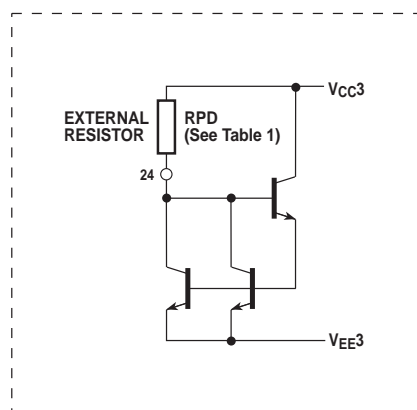 VCC3
EXTERNAL RPD
RESISTOR (See Table 1)
24
VEE3